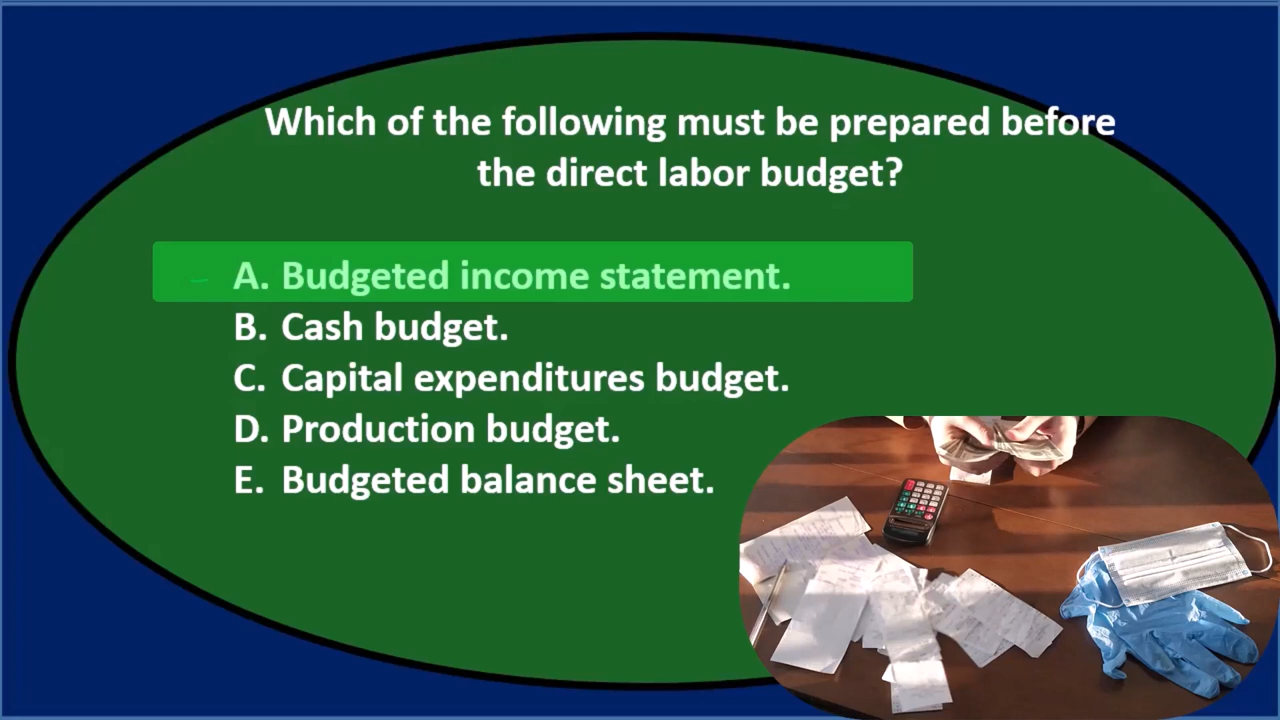 Which of the following must be prepared before
the direct labor budget?
A. Budgeted income statement.
B. Cash budget.
C. Capital expenditures budget.
D. Production budget.
E. Budgeted balance sheet.